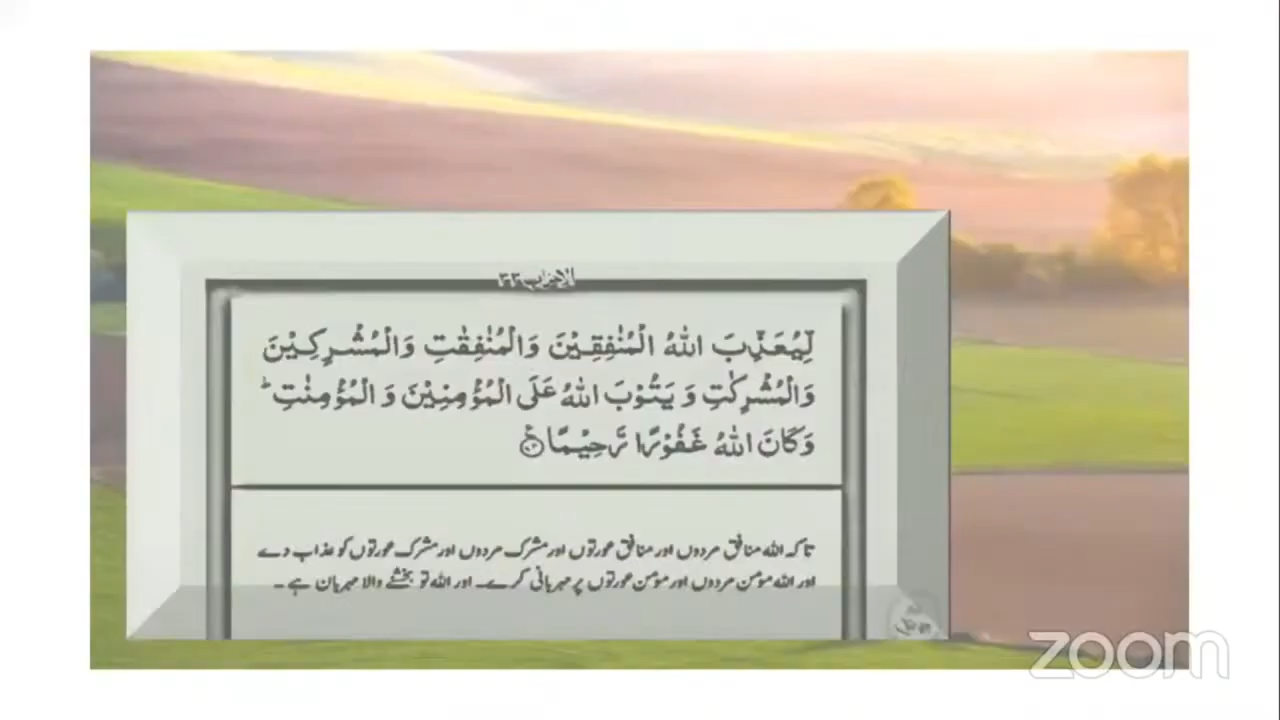 الاحزاب ۳۳
لِّيُعَذِّبَ اللّٰهُ الْمُنٰفِقِيْنَ وَالْمُنٰفِقٰتِ وَالْمُشْرِكِيْنَ
وَالْمُشْرِكٰتِ وَ يَتُوْبَ اللّٰهُ عَلَى الْمُؤْمِنِيْنَ وَ الْمُؤْمِنٰتِ ؕ
وَكَانَ اللّٰهُ غَفُوْرًا رَّحِيْمًا
تاکہ اللہ منافق مردوں اور منافق عورتوں اور مشرک مردوں اور مشرک عورتوں کو عذاب دے
اور اللہ مومن مردوں اور مومن عورتوں پر مہربانی کرے۔ اور اللہ تو بخشنے والا مہربان ہے۔
zoom